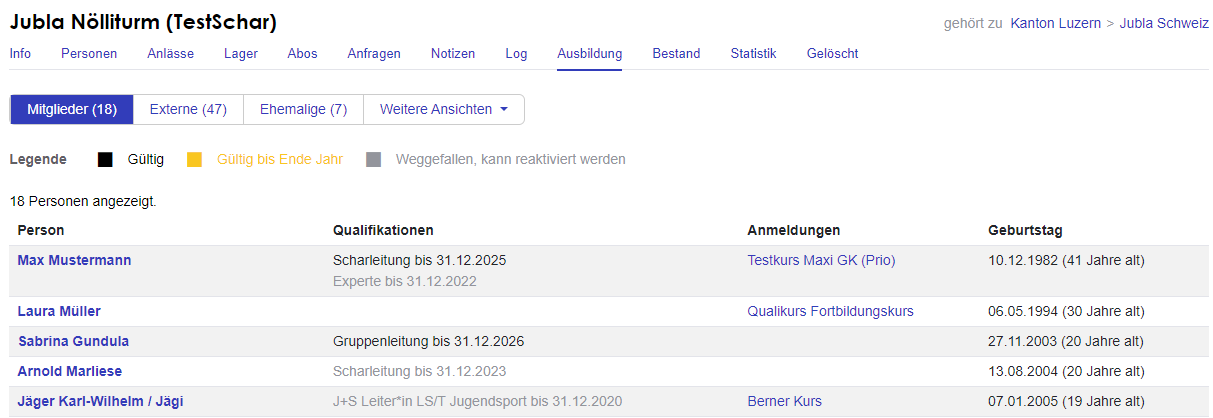 Jubla Nölliturm (TestSchar)
gehört zu Kanton Luzern > Jubla Schweiz
Info Personen Anlässe Lager Abos Anfragen Notizen Log Ausbildung Bestand Statistik Gelöscht
Mitglieder (18) Externe (47) Ehemalige (7) Weitere Ansichten
Legende Gültig Gültig bis Ende Jahr Weggefallen, kann reaktiviert werden
18 Personen angezeigt.
Person Qualifikationen Anmeldungen Geburtstag
Max Mustermann Scharleitung bis 31.12.2025 Testkurs Maxi GK (Prio) 10.12.1982 (41 Jahre alt)
Experte bis 31.12.2022
Laura Müller Qualikurs Fortbildungskurs 06.05.1994 (30 Jahre alt)
Sabrina Gundula Gruppenleitung bis 31.12.2026 27.11.2003 (20 Jahre alt)
Arnold Marliese Scharleitung bis 31.12.2023 13.08.2004 (20 Jahre alt)
Jäger Karl-Wilhelm / Jägi J+S Leiter*in LS/T Jugendsport bis 31.12.2020 Berner Kurs 07.01.2005 (19 Jahre alt)